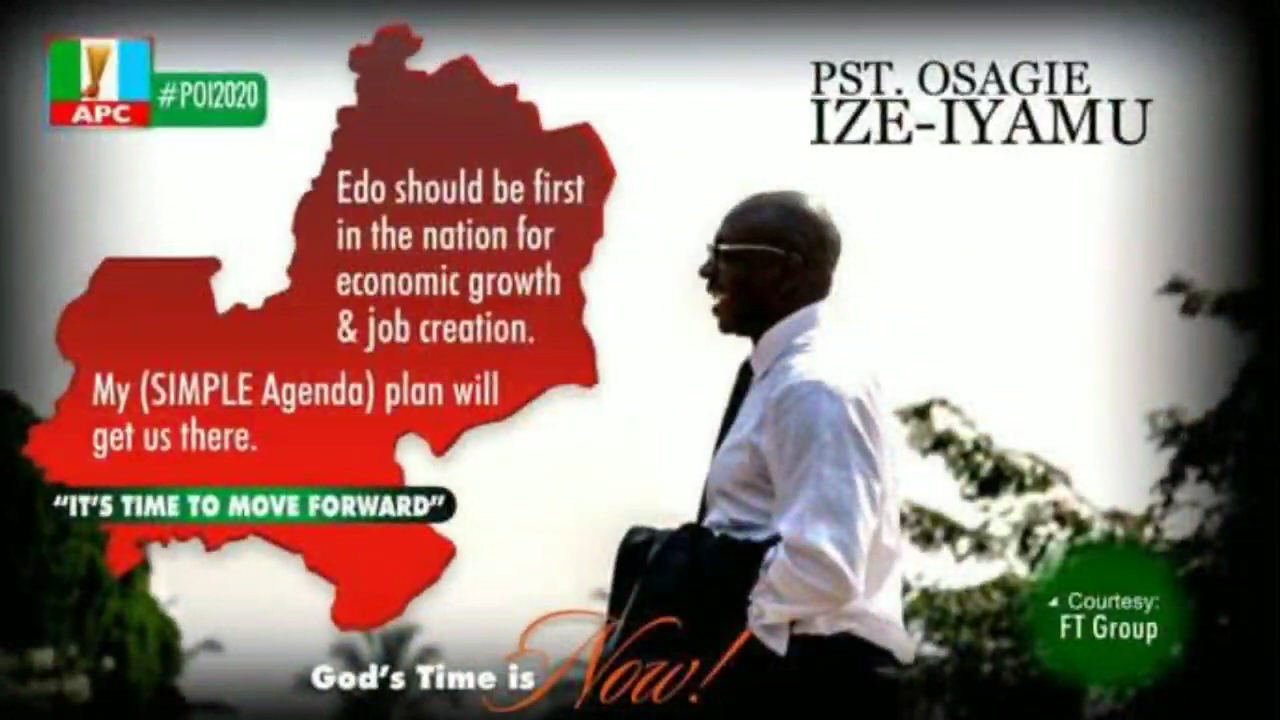 APC
#POI2020
PST. OSAGIE
IZE-IYAMU
Edo should be first
in the nation for
economic growth
& job creation.
My (SIMPLE Agenda) plan will
get us there.
"IT'S TIME TO MOVE FORWARD"
God's Time is Now!
Courtesy:
FT Group